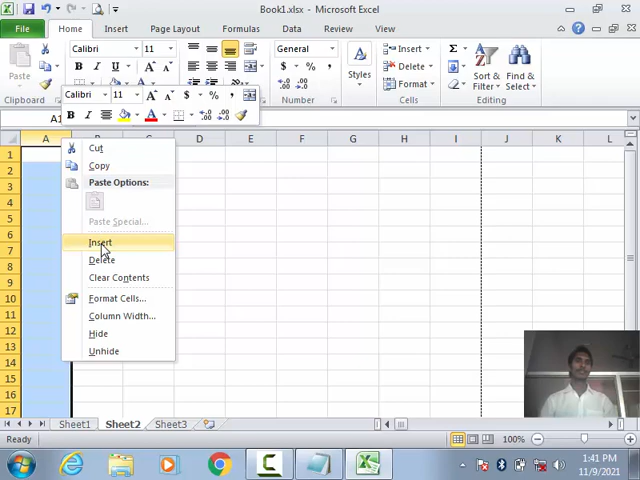 Book1.xlsx - Microsoft Excel
File Home Insert Page Layout Formulas Data Review View
Calibri 11 General Insert Σ
Paste B I Delete Sort & Find &
Styles Format Filter Select
Clipboard Number Cells Editing
Calibri 11 $ % ,
B I A
A1
A B C D E F G H I J K L
1
2
3
4
5
6
7
8
9
10
11
12
13
14
15
16
17
Cut
Copy
Paste Options:
Paste Special...
Insert
Delete
Clear Contents
Format Cells...
Column Width...
Hide
Unhide
Sheet1 Sheet2 Sheet3
Ready 100%
1:41 PM
11/9/2021